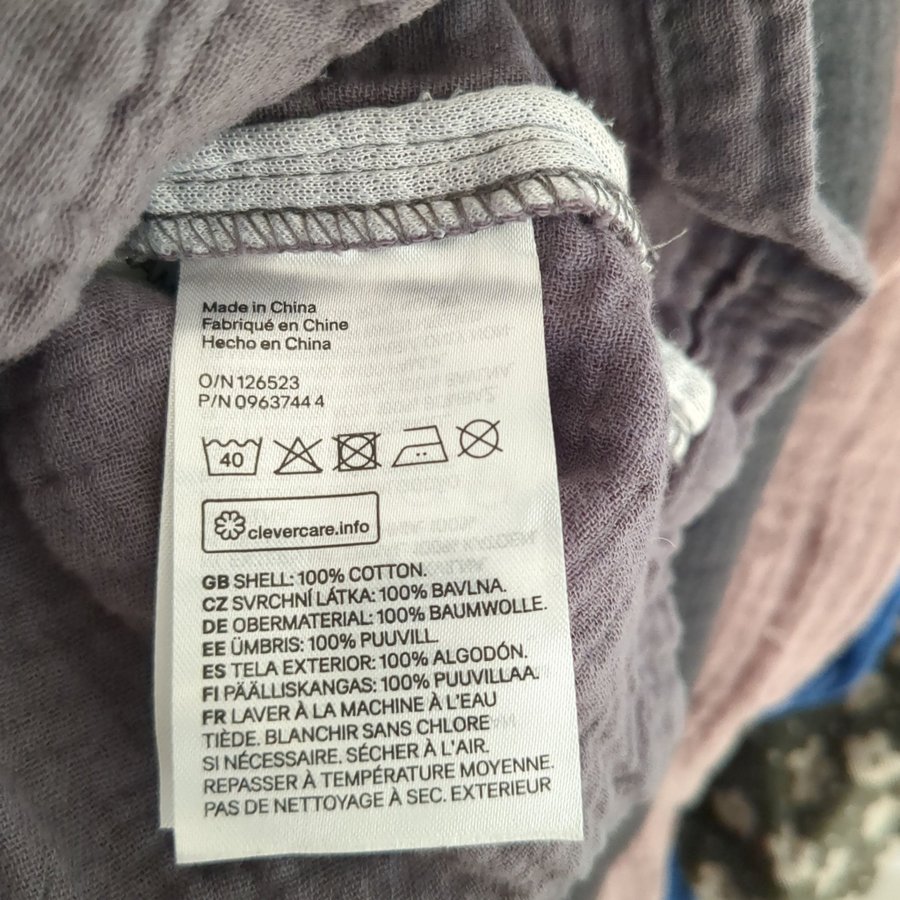 Made in China
Fabriqué en Chine
Hecho en China
O/N 126523
P/N 0963744 4
40
clevercare.info
GB SHELL: 100% COTTON.
CZ SVRCHNÍ LÁTKA: 100% BAVLNA.
DE OBERMATERIAL: 100% BAUMWOLLE.
EE ÜMBRIS: 100% PUUVILL.
ES TELA EXTERIOR: 100% ALGODÓN.
FI PÄÄLLISKANGAS: 100% PUUVILLAA.
FR LAVER À LA MACHINE À L'EAU
TIÈDE. BLANCHIR SANS CHLORE
SI NÉCESSAIRE. SÉCHER À L'AIR.
REPASSER À TEMPÉRATURE MOYENNE.
PAS DE NETTOYAGE À SEC. EXTERIEUR